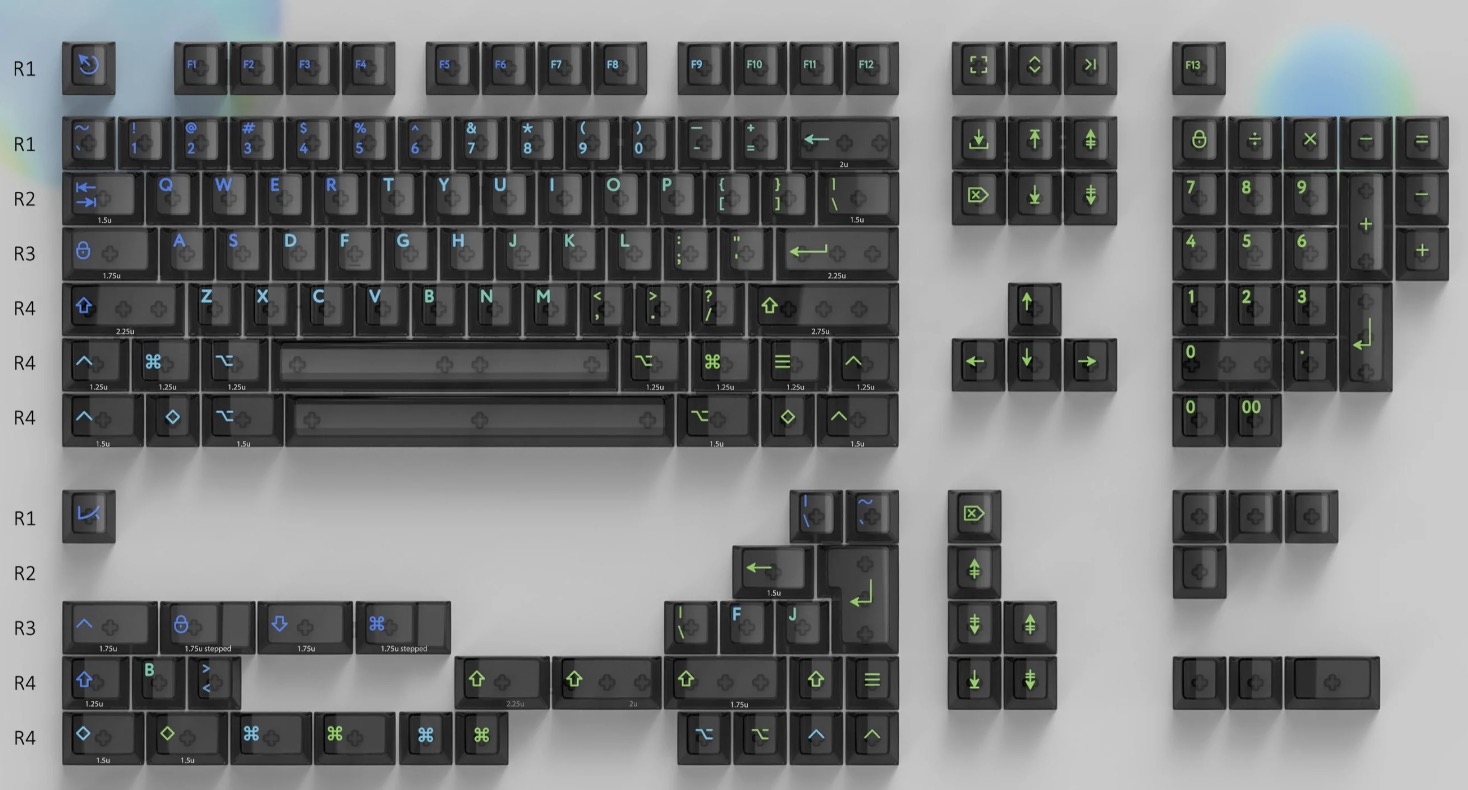 R1 F1 F2 F3 F4 F5 F6 F7 F8 F9 F10 F11 F12 F13
~ ! @ # $ % ^ & * ( ) _ +
R1 ` 1 2 3 4 5 6 7 8 9 0 - = ← ÷ × − =
2u
Q W E R T Y U I O P { } | 7 8 9
R2 [ ] \ −
1.5u 1.5u
A S D F G H J K L : " 4 5 6 +
R3 ; ' +
1.75u 2.25u
Z X C V B N M < > ? 1 2 3
R4 , . / ↑
2.25u 2.75u
R4 ^ ⌘ ⌥ ⌥ ⌘ ☰ ^ ← ↓ → 0 .
1.25u 1.25u 1.25u 1.25u 1.25u 1.25u 1.25u
R4 ^ ◇ ⌥ ⌥ ◇ ^ 0 00
1.5u 1.5u 1.5u 1.5u
| ~
R1 \ `
R2 ←
1.5u
| F J
R3 ^ ⌘ \
1.75u 1.75u stepped 1.75u 1.75u stepped
B >
R4 < ☰
1.25u 2.25u 2u 1.75u
R4 ◇ ◇ ⌘ ⌘ ⌘ ⌘ ⌥ ⌥ ^ ^
1.5u 1.5u